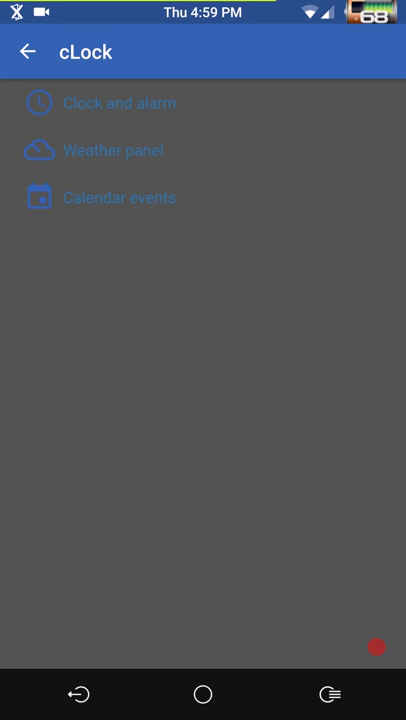 Thu 4:59 PM
68
cLock
Clock and alarm
Weather panel
Calendar events